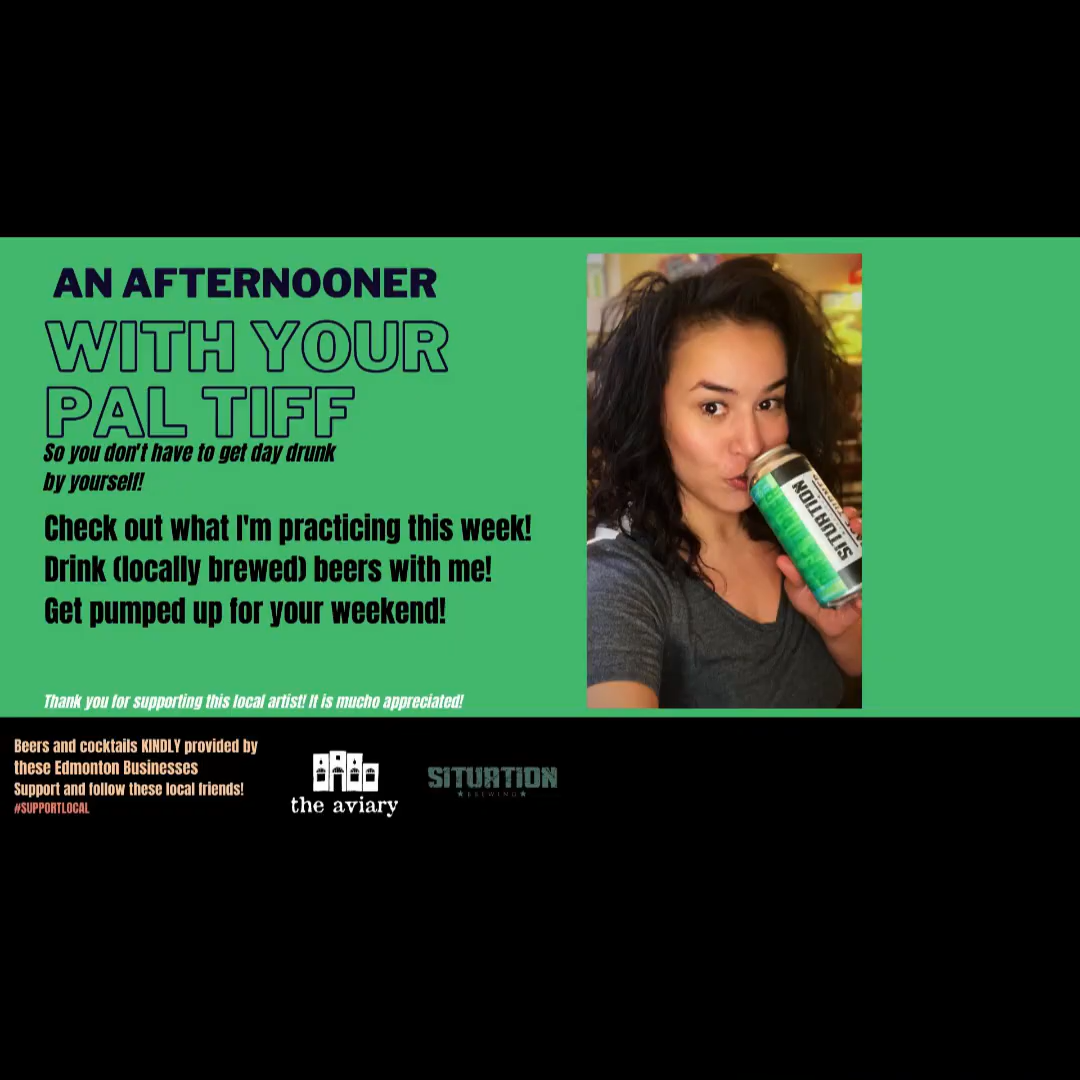 AN AFTERNOONER
WITH YOUR
PAL TIFF
So you don't have to get day drunk
by yourself!
Check out what I'm practicing this week!
Drink (locally brewed) beers with me!
Get pumped up for your weekend!
Thank you for supporting this local artist! It is mucho appreciated!
SITUATION
Beers and cocktails KINDLY provided by
these Edmonton Businesses
Support and follow these local friends!
#SUPPORTLOCAL
the aviary
SITUATION
★BREWING★